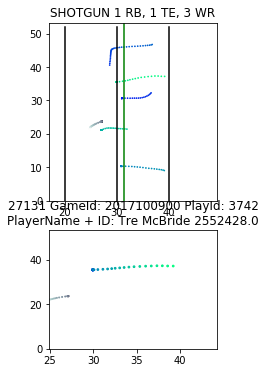 SHOTGUN 1 RB, 1 TE, 3 WR
50
40
30
20
10
0
20 30 40
27131 GameId: 2017100900 PlayId: 3742
PlayerName + ID: Tre McBride 2552428.0
40
20
0
25 30 35 40